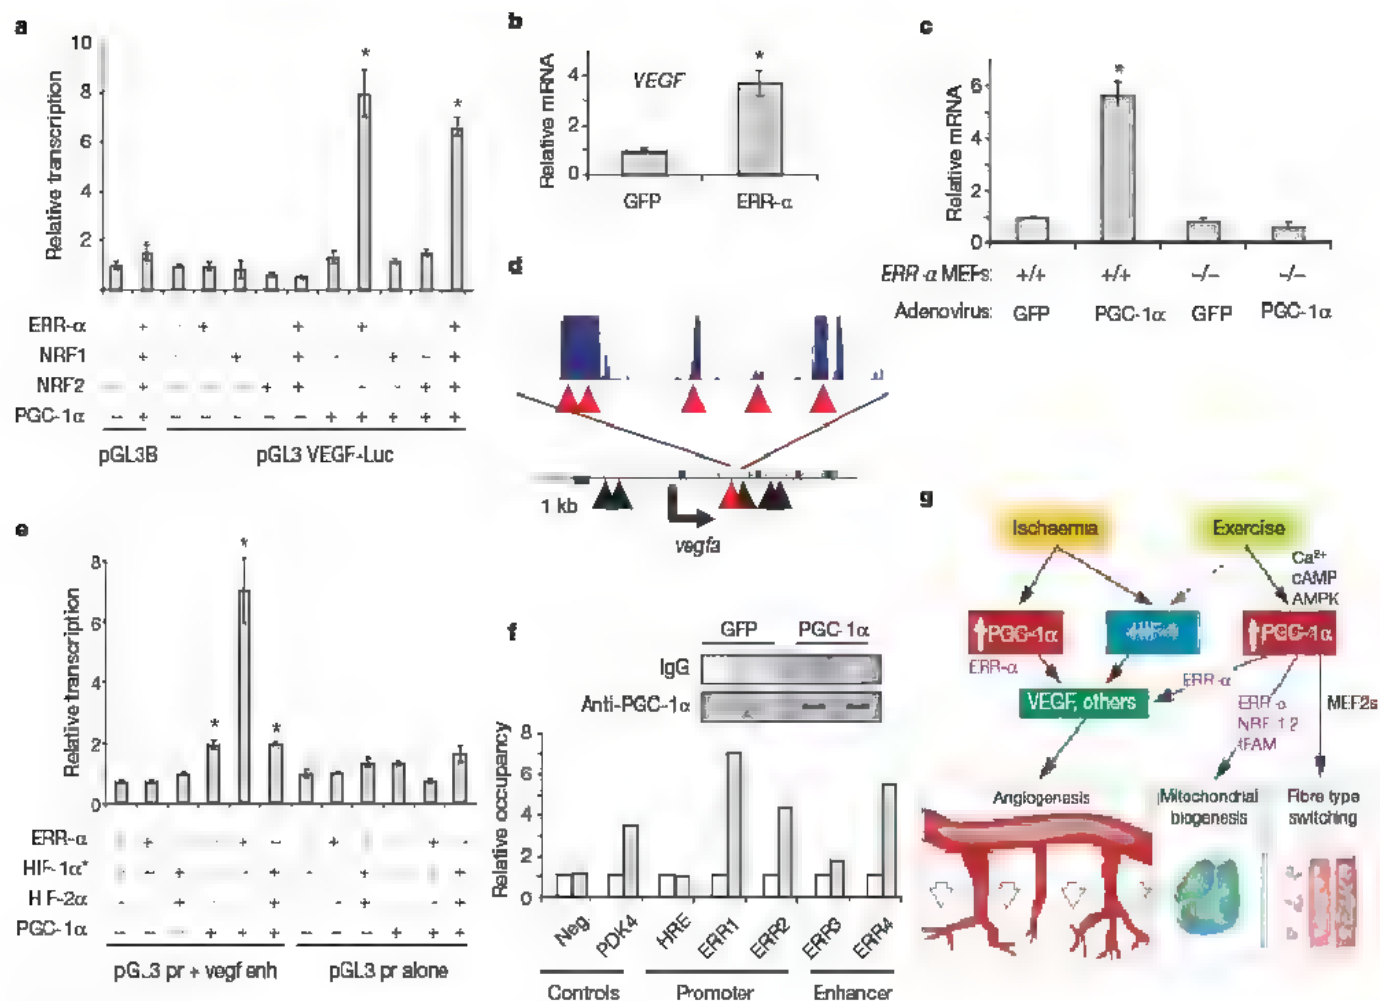 a
10
8
6
4
2
Relative transcription
*
*
ERR-α
+ - + - - + - + - - +
NRF1
+ - - + - + - - + - +
NRF2
- + - - - + + - - - + +
PGC-1α
- + - - - - - + + + + +
pGL3B
pGL3 VEGF-Luc
b
4
2
0
Relative mRNA
VEGF
*
GFP
ERR-α
c
6
4
2
0
Relative mRNA
*
ERR-α MEFs: +/+ +/+ -/- -/-
Adenovirus: GFP PGC-1α GFP PGC-1α
d
1 kb
vegfa
e
8
6
4
2
0
Relative transcription
*
*
*
ERR-α
HIF-1α*
HIF-2α
PGC-1α
pGL3 pr + vegf enh
pGL3 pr alone
f
GFP
PGC-1α
IgG
Anti-PGC-1α
8
6
4
2
0
Relative occupancy
Neg.
PDK4
HRE
ERR1
ERR2
ERR3
ERR4
Controls
Promoter
Enhancer
g
Ischaemia
Exercise
Ca²⁺
cAMP
AMPK
PGC-1α
PGC-1α
ERR-α
ERR-α
VEGF, others
ERR-α
NRF-1,2
tFAM
MEF2s
Angiogenesis
Mitochondrial
biogenesis
Fibre type
switching